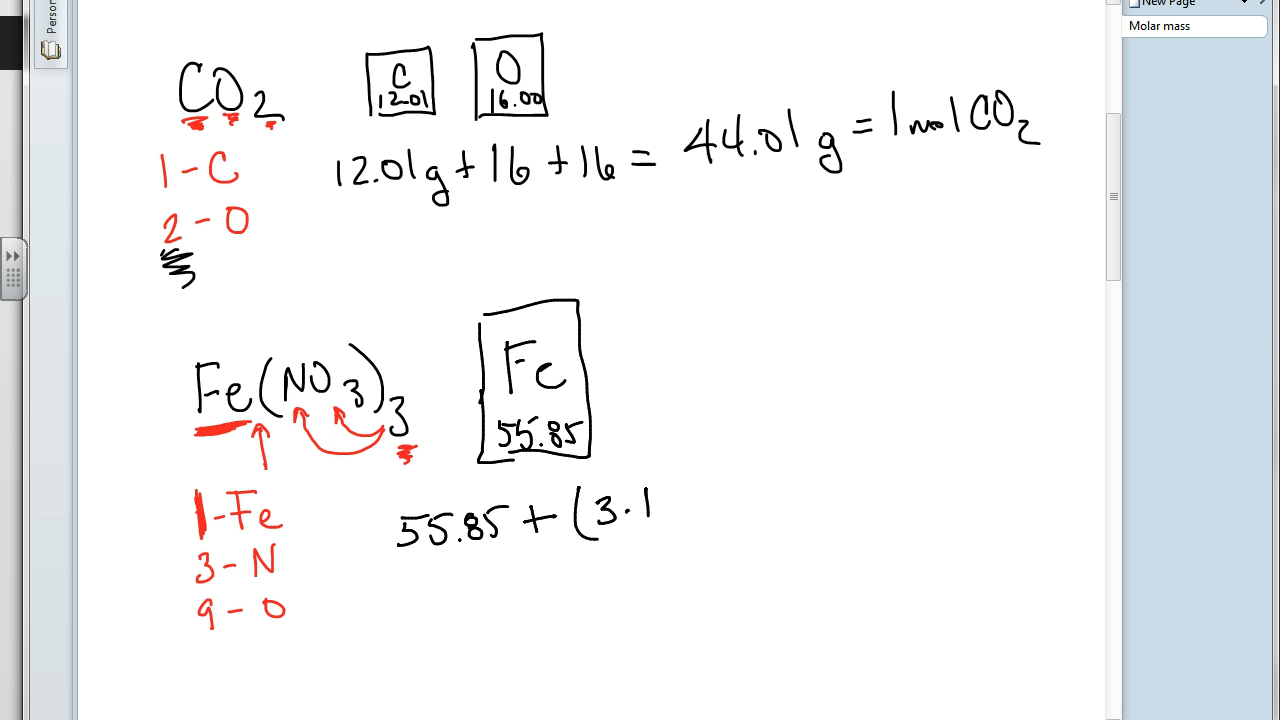 New Page
Person
Molar mass
CO₂
C
12.01
O
16.00
1 - C
2 - O
12.01g + 16 + 16 = 44.01 g = 1 mol CO₂
Fe(NO₃)₃
Fe
55.85
1 - Fe
3 - N
9 - O
55.85 + (3 · 1